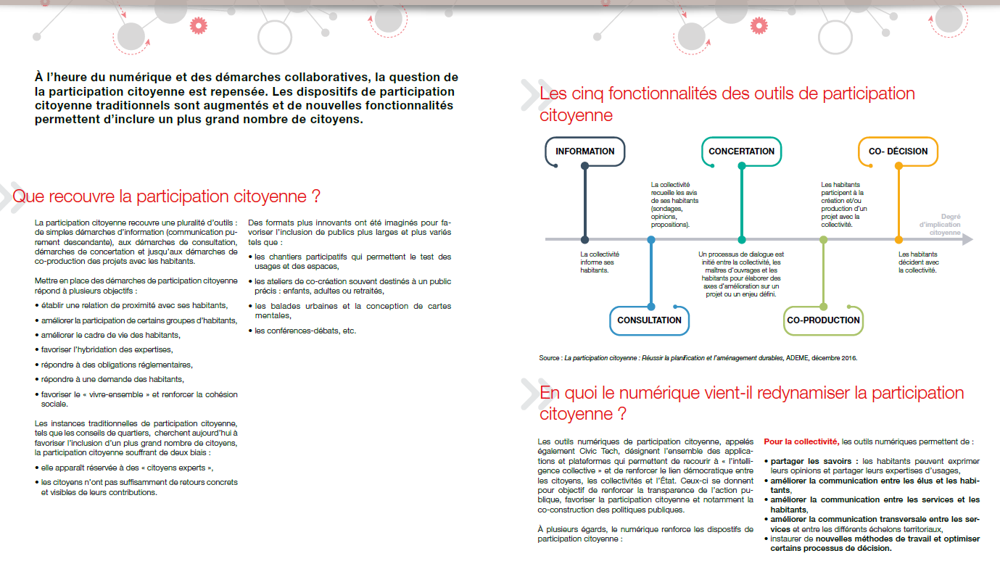 À l'heure du numérique et des démarches collaboratives, la question de
la participation citoyenne est repensée. Les dispositifs de participation
citoyenne traditionnels sont augmentés et de nouvelles fonctionnalités
permettent d'inclure un plus grand nombre de citoyens.
Que recouvre la participation citoyenne ?
La participation citoyenne recouvre une pluralité d'outils :
de simples démarches d'information (communication pu-
rement descendante), aux démarches de consultation,
démarches de concertation et jusqu'aux démarches de
co-production des projets avec les habitants.
Mettre en place des démarches de participation citoyenne
répond à plusieurs objectifs :
• établir une relation de proximité avec ses habitants,
• améliorer la participation de certains groupes d'habitants,
• améliorer le cadre de vie des habitants,
• favoriser l'hybridation des expertises,
• répondre à des obligations réglementaires,
• répondre à une demande des habitants,
• favoriser le « vivre-ensemble » et renforcer la cohésion
sociale.
Les instances traditionnelles de participation citoyenne,
tels que les conseils de quartiers, cherchent aujourd'hui à
favoriser l'inclusion d'un plus grand nombre de citoyens,
la participation citoyenne souffrant de deux biais :
• elle apparaît réservée à des « citoyens experts »,
• les citoyens n'ont pas suffisamment de retours concrets
et visibles de leurs contributions.
Des formats plus innovants ont été imaginés pour fa-
voriser l'inclusion de publics plus larges et plus variés
tels que :
• les chantiers participatifs qui permettent le test des
usages et des espaces,
• les ateliers de co-création souvent destinés à un public
précis : enfants, adultes ou retraités,
• les balades urbaines et la conception de cartes
mentales,
• les conférences-débats, etc.
Les cinq fonctionnalités des outils de participation
citoyenne
INFORMATION
La collectivité
informe ses
habitants.
La collectivité
recueille les avis
de ses habitants
(sondages,
opinions,
propositions).
CONSULTATION
CONCERTATION
Un processus de dialogue est
initié entre la collectivité, les
maîtres d'ouvrages et les
habitants pour élaborer des
axes d'amélioration sur un
projet ou un enjeu défini.
Les habitants
participent à la
création et/ou
production d'un
projet avec la
collectivité.
CO-PRODUCTION
CO- DÉCISION
Les habitants
décident avec
la collectivité.
Degré
d'implication
citoyenne
Source : La participation citoyenne : Réussir la planification et l'aménagement durables, ADEME, décembre 2016.
En quoi le numérique vient-il redynamiser la participation
citoyenne ?
Les outils numériques de participation citoyenne, appelés
également Civic Tech, désignent l'ensemble des applica-
tions et plateformes qui permettent de recourir à « l'intelli-
gence collective » et de renforcer le lien démocratique entre
les citoyens, les collectivités et l'État. Ceux-ci se donnent
pour objectif de renforcer la transparence de l'action pu-
blique, favoriser la participation citoyenne et notamment la
co-construction des politiques publiques.
À plusieurs égards, le numérique renforce les dispostifs de
participation citoyenne :
Pour la collectivité, les outils numériques permettent de :
• partager les savoirs : les habitants peuvent exprimer
leurs opinions et partager leurs expertises d'usages,
• améliorer la communication entre les élus et les habi-
tants,
• améliorer la communication entre les services et les
habitants,
• améliorer la communication transversale entre les ser-
vices et entre les différents échelons territoriaux,
• instaurer de nouvelles méthodes de travail et optimiser
certains processus de décision.